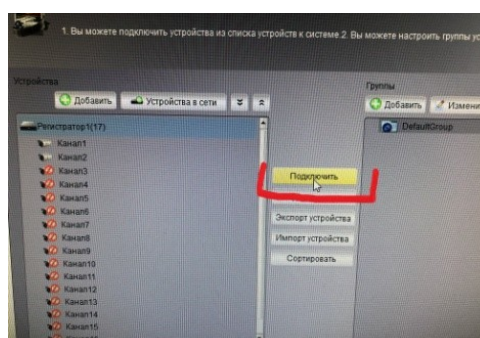 1. Вы можете подключить устройства из списка устройств к системе.2. Вы можете настроить группы ус
Устройства
Добавить
Устройства в сети
Регистратор1(17)
Канал1
Канал2
Канал3
Канал4
Канал5
Канал6
Канал7
Канал8
Канал9
Канал10
Канал11
Канал12
Канал13
Канал14
Канал15
Подключить
Экспорт устройства
Импорт устройства
Сортировать
Группы
Добавить
Измени
DefaultGroup